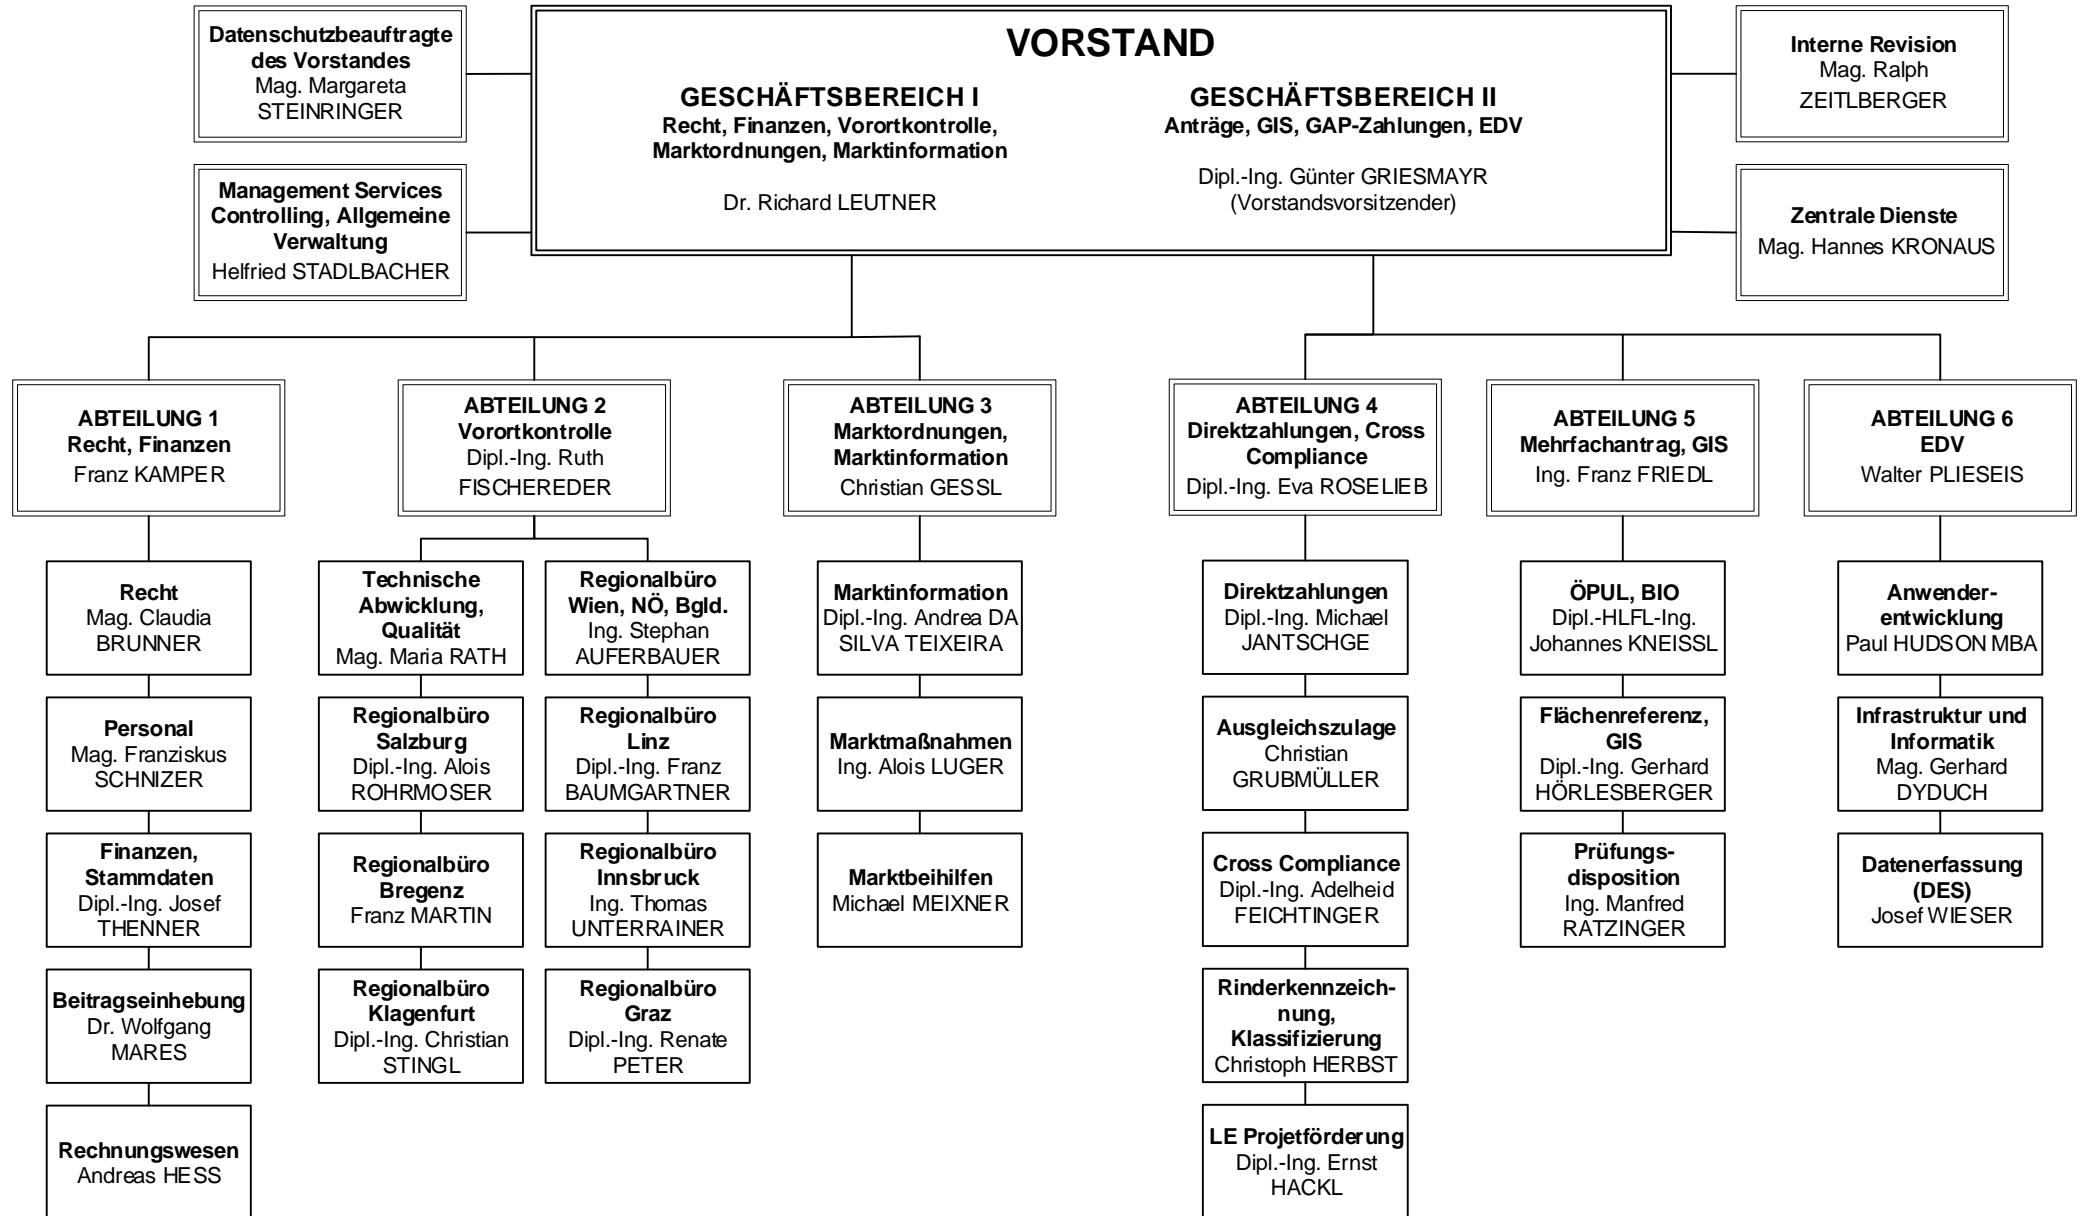 Datenschutzbeauftragte
des Vorstandes
Mag. Margareta
STEINRINGER
Management Services
Controlling, Allgemeine
Verwaltung
Helfried STADLBACHER
VORSTAND
GESCHÄFTSBEREICH I
Recht, Finanzen, Vorortkontrolle,
Marktordnungen, Marktinformation
Dr. Richard LEUTNER
GESCHÄFTSBEREICH II
Anträge, GIS, GAP-Zahlungen, EDV
Dipl.-Ing. Günter GRIESMAYR
(Vorstandsvorsitzender)
Interne Revision
Mag. Ralph
ZEITLBERGER
Zentrale Dienste
Mag. Hannes KRONAUS
ABTEILUNG 1
Recht, Finanzen
Franz KAMPER
ABTEILUNG 2
Vorortkontrolle
Dipl.-Ing. Ruth
FISCHEREDER
ABTEILUNG 3
Marktordnungen,
Marktinformation
Christian GESSL
ABTEILUNG 4
Direktzahlungen, Cross
Compliance
Dipl.-Ing. Eva ROSELIEB
ABTEILUNG 5
Mehrfachantrag, GIS
Ing. Franz FRIEDL
ABTEILUNG 6
EDV
Walter PLIESEIS
Recht
Mag. Claudia
BRUNNER
Personal
Mag. Franziskus
SCHNIZER
Finanzen,
Stammdaten
Dipl.-Ing. Josef
THENNER
Beitragseinhebung
Dr. Wolfgang
MARES
Rechnungswesen
Andreas HESS
Technische
Abwicklung,
Qualität
Mag. Maria RATH
Regionalbüro
Salzburg
Dipl.-Ing. Alois
ROHRMOSER
Regionalbüro
Bregenz
Franz MARTIN
Regionalbüro
Klagenfurt
Dipl.-Ing. Christian
STINGL
Regionalbüro
Wien, NÖ, Bgld.
Ing. Stephan
AUFERBAUER
Regionalbüro
Linz
Dipl.-Ing. Franz
BAUMGARTNER
Regionalbüro
Innsbruck
Ing. Thomas
UNTERRAINER
Regionalbüro
Graz
Dipl.-Ing. Renate
PETER
Marktinformation
Dipl.-Ing. Andrea DA
SILVA TEIXEIRA
Marktmaßnahmen
Ing. Alois LUGER
Marktbeihilfen
Michael MEIXNER
Direktzahlungen
Dipl.-Ing. Michael
JANTSCHGE
Ausgleichszulage
Christian
GRUBMÜLLER
Cross Compliance
Dipl.-Ing. Adelheid
FEICHTINGER
Rinderkennzeich-
nung,
Klassifizierung
Christoph HERBST
LE Projetförderung
Dipl.-Ing. Ernst
HACKL
ÖPUL, BIO
Dipl.-HLFL-Ing.
Johannes KNEISSL
Flächenreferenz,
GIS
Dipl.-Ing. Gerhard
HÖRLESBERGER
Prüfungs-
disposition
Ing. Manfred
RATZINGER
Anwender-
entwicklung
Paul HUDSON MBA
Infrastruktur und
Informatik
Mag. Gerhard
DYDUCH
Datenerfassung
(DES)
Josef WIESER